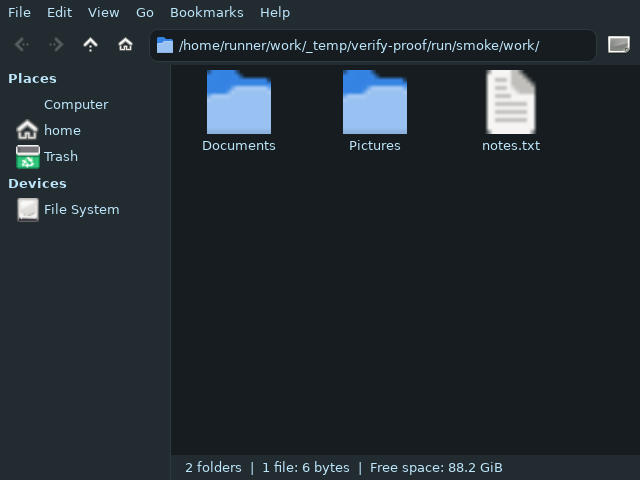 File Edit View Go Bookmarks Help
/home/runner/work/_temp/verify-proof/run/smoke/work/
Places
Computer
home
Trash
Devices
File System
Documents Pictures notes.txt
2 folders | 1 file: 6 bytes | Free space: 88.2 GiB